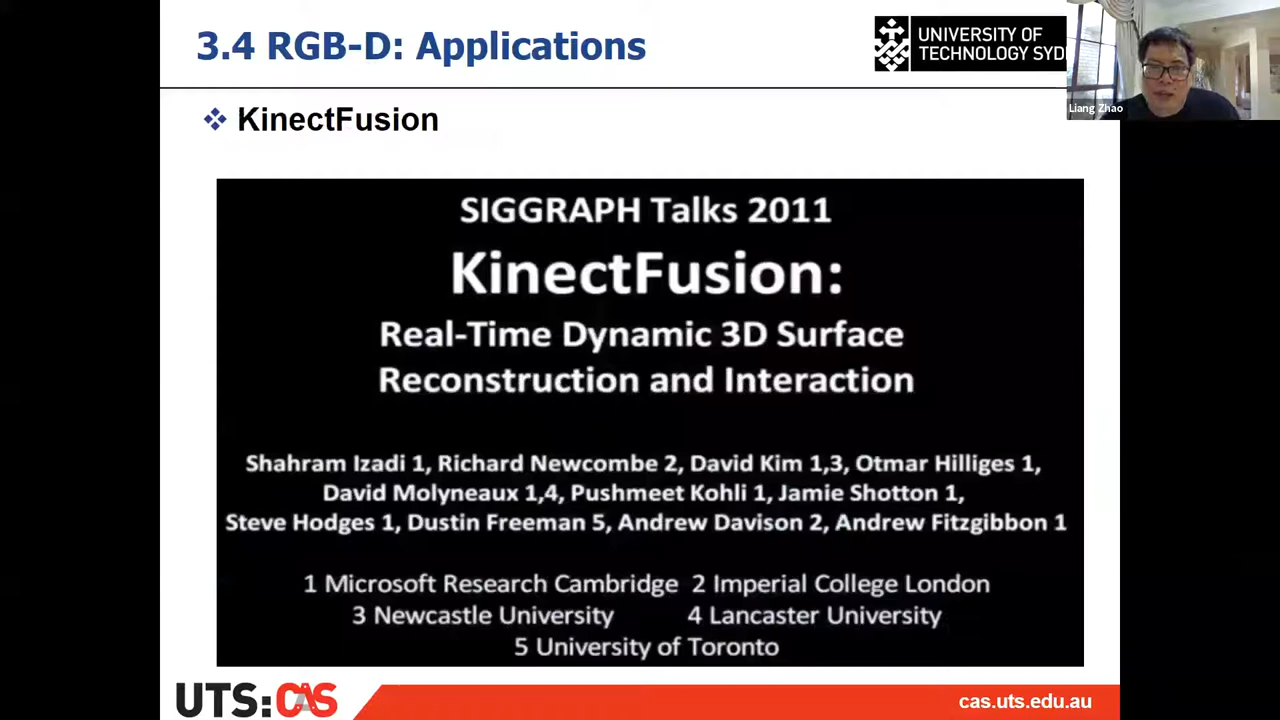 3.4 RGB-D: Applications
UNIVERSITY OF
TECHNOLOGY SYD
Liang Zhao
KinectFusion
SIGGRAPH Talks 2011
KinectFusion:
Real-Time Dynamic 3D Surface
Reconstruction and Interaction
Shahram Izadi 1, Richard Newcombe 2, David Kim 1,3, Otmar Hilliges 1,
David Molyneaux 1,4, Pushmeet Kohli 1, Jamie Shotton 1,
Steve Hodges 1, Dustin Freeman 5, Andrew Davison 2, Andrew Fitzgibbon 1
1 Microsoft Research Cambridge 2 Imperial College London
3 Newcastle University 4 Lancaster University
5 University of Toronto
UTS:CAS
cas.uts.edu.au